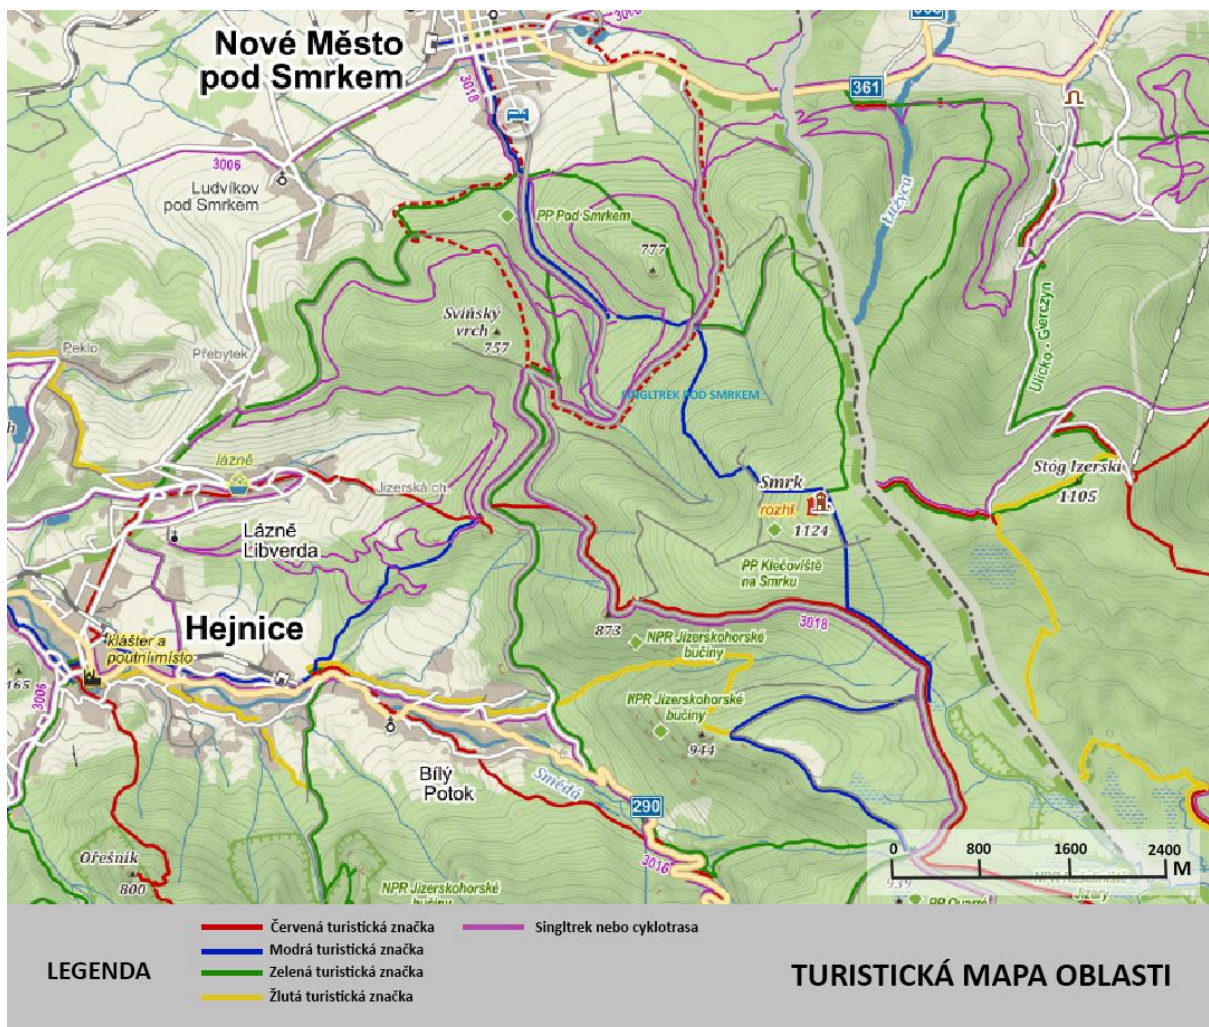 Nové Město
pod Smrkem
3018
361
3006
Ludvíkov
pod Smrkem
PP Pod Smrkem
777
Svíňský
vrch
757
Peklo
Přebytek
SINGLTREK POD SMRKEM
Ulicko - Gierczyn
lázně
Jizerská ch.
Smrk
rozhl.
1124
Stóg Izerski
1105
Lázně
Libverda
PP Klečoviště
na Smrku
Hejnice
klášter a
poutní místo
873
NPR Jizerskohorské
bučiny
3018
3006
NPR Jizerskohorské
bučiny
944
Bílý
Potok
Smědá
290
3016
Ořešník
800
NPR Jizerskohorské
bučiny
0 800 1600 2400
M
939
LEGENDA
Červená turistická značka
Modrá turistická značka
Zelená turistická značka
Žlutá turistická značka
Singltrek nebo cyklotrasa
TURISTICKÁ MAPA OBLASTI